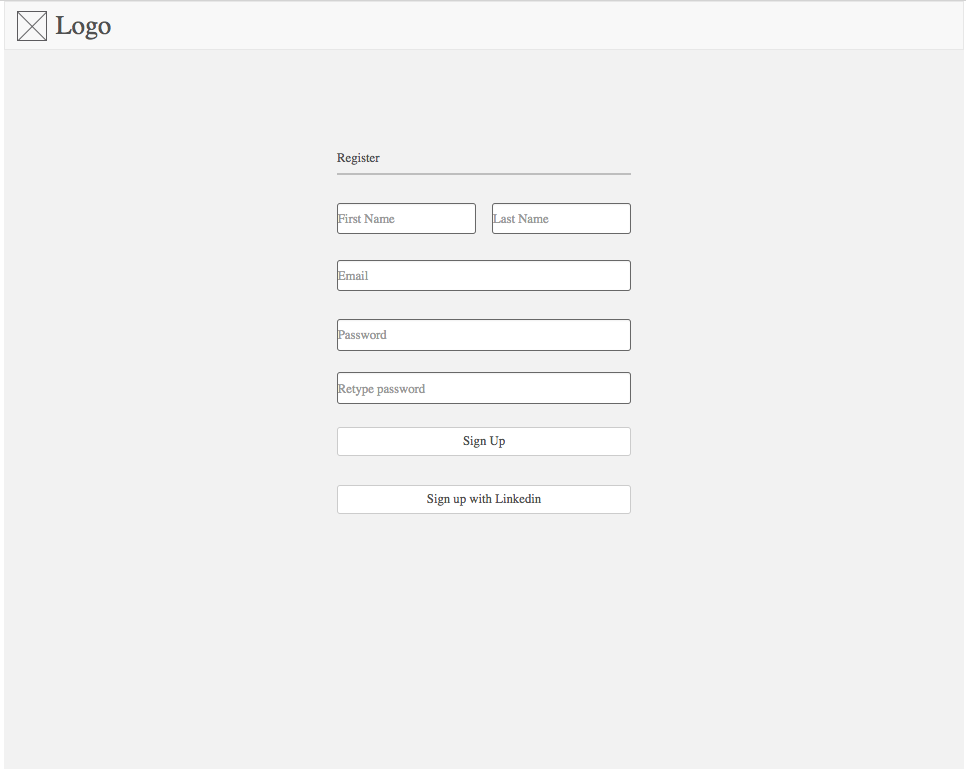 Logo
Register
First Name
Last Name
Email
Password
Retype password
Sign Up
Sign up with Linkedin